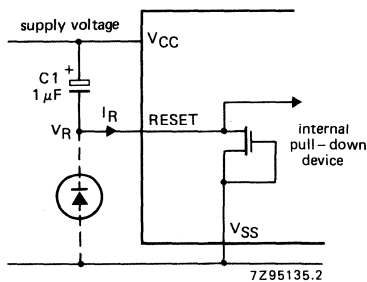 supply voltage
VCC
C1 +
1 μF
IR
VR
RESET
internal
pull-down
device
VSS
7Z95135.2